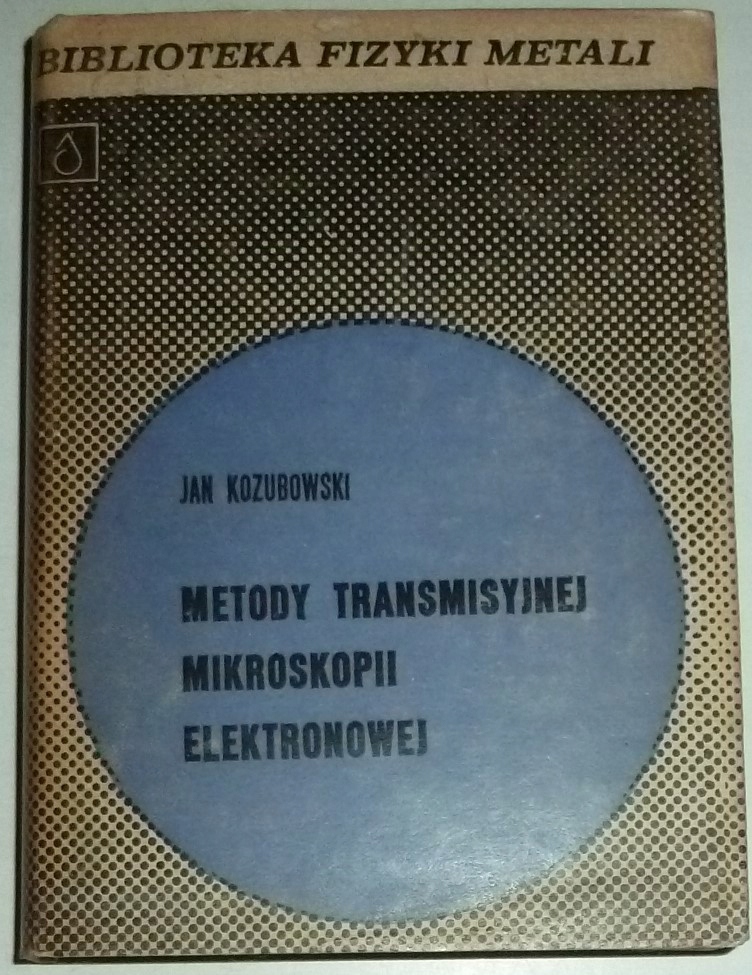 BIBLIOTEKA FIZYKI METALI
JAN KOZUBOWSKI
METODY TRANSMISYJNEJ
MIKROSKOPII
ELEKTRONOWEJ